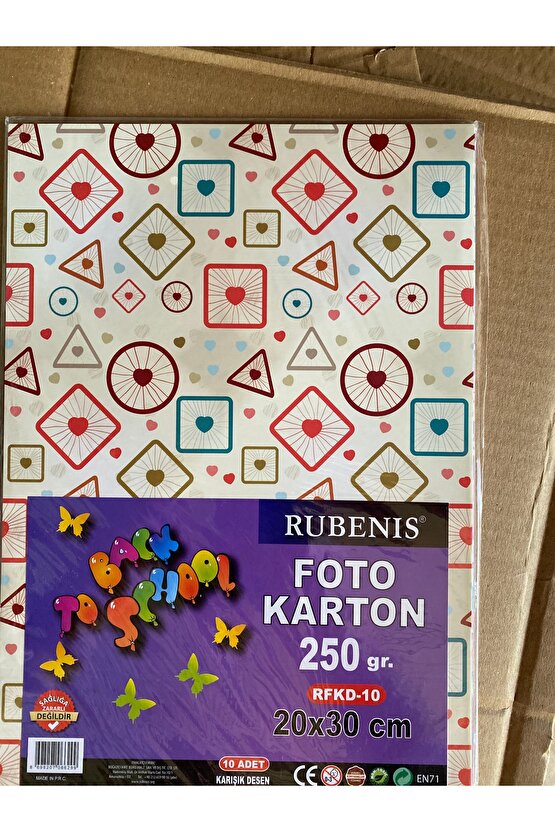 RUBENIS®
BACK
TO SCHOOL
FOTO
KARTON
250 gr.
RFKD-10
20x30 cm
SAĞLIĞA
ZARARLI
DEĞİLDİR
10 ADET
KARIŞIK DESEN
CE
EN71
MADE IN P.R.C.